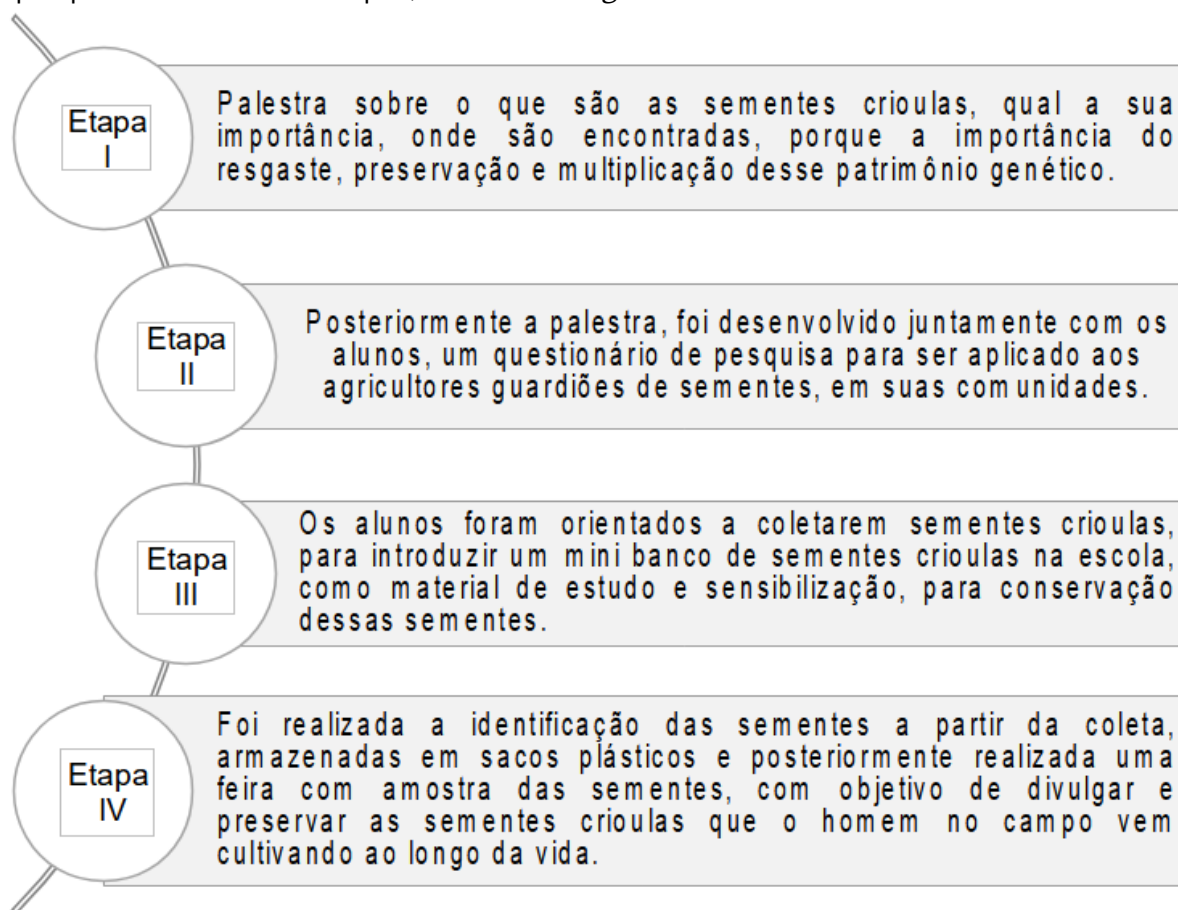 Etapa
I
Palestra sobre o que são as sementes crioulas, qual a sua
importância, onde são encontradas, porque a importância do
resgaste, preservação e multiplicação desse patrimônio genético.
Etapa
II
Posteriormente a palestra, foi desenvolvido juntamente com os
alunos, um questionário de pesquisa para ser aplicado aos
agricultores guardiões de sementes, em suas comunidades.
Etapa
III
Os alunos foram orientados a coletarem sementes crioulas,
para introduzir um mini banco de sementes crioulas na escola,
como material de estudo e sensibilização, para conservação
dessas sementes.
Etapa
IV
Foi realizada a identificação das sementes a partir da coleta,
armazenadas em sacos plásticos e posteriormente realizada uma
feira com amostra das sementes, com objetivo de divulgar e
preservar as sementes crioulas que o homem no campo vem
cultivando ao longo da vida.